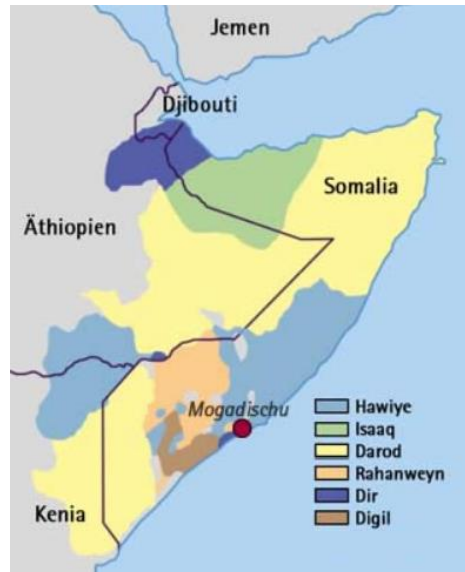 Jemen
Djibouti
Somalia
Äthiopien
Mogadischu
Kenia
Hawiye
Isaaq
Darod
Rahanweyn
Dir
Digil